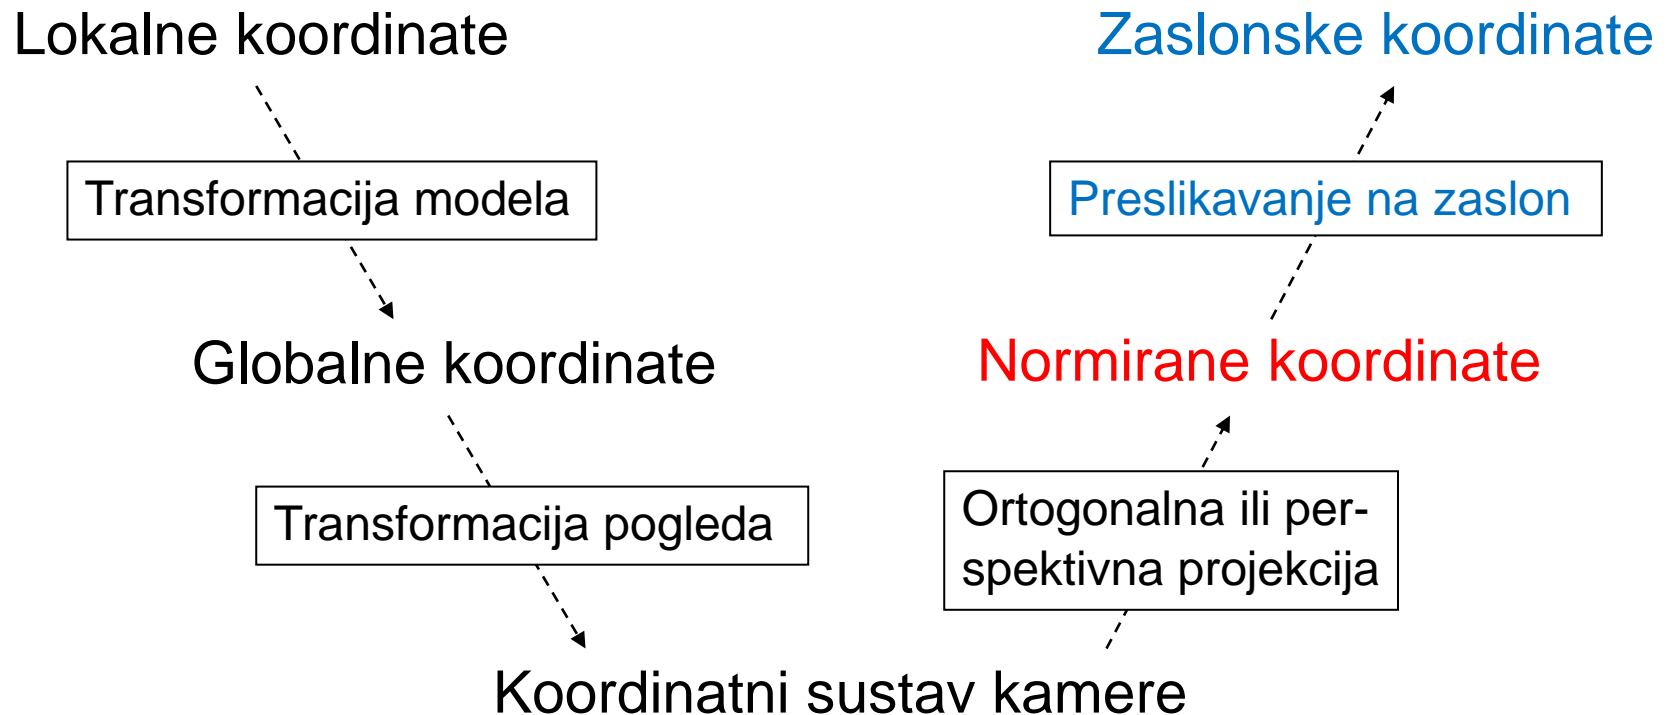 Lokalne koordinate
Zaslonske koordinate
Transformacija modela
Preslikavanje na zaslon
Globalne koordinate
Normirane koordinate
Transformacija pogleda
Ortogonalna ili per-
spektivna projekcija
Koordinatni sustav kamere